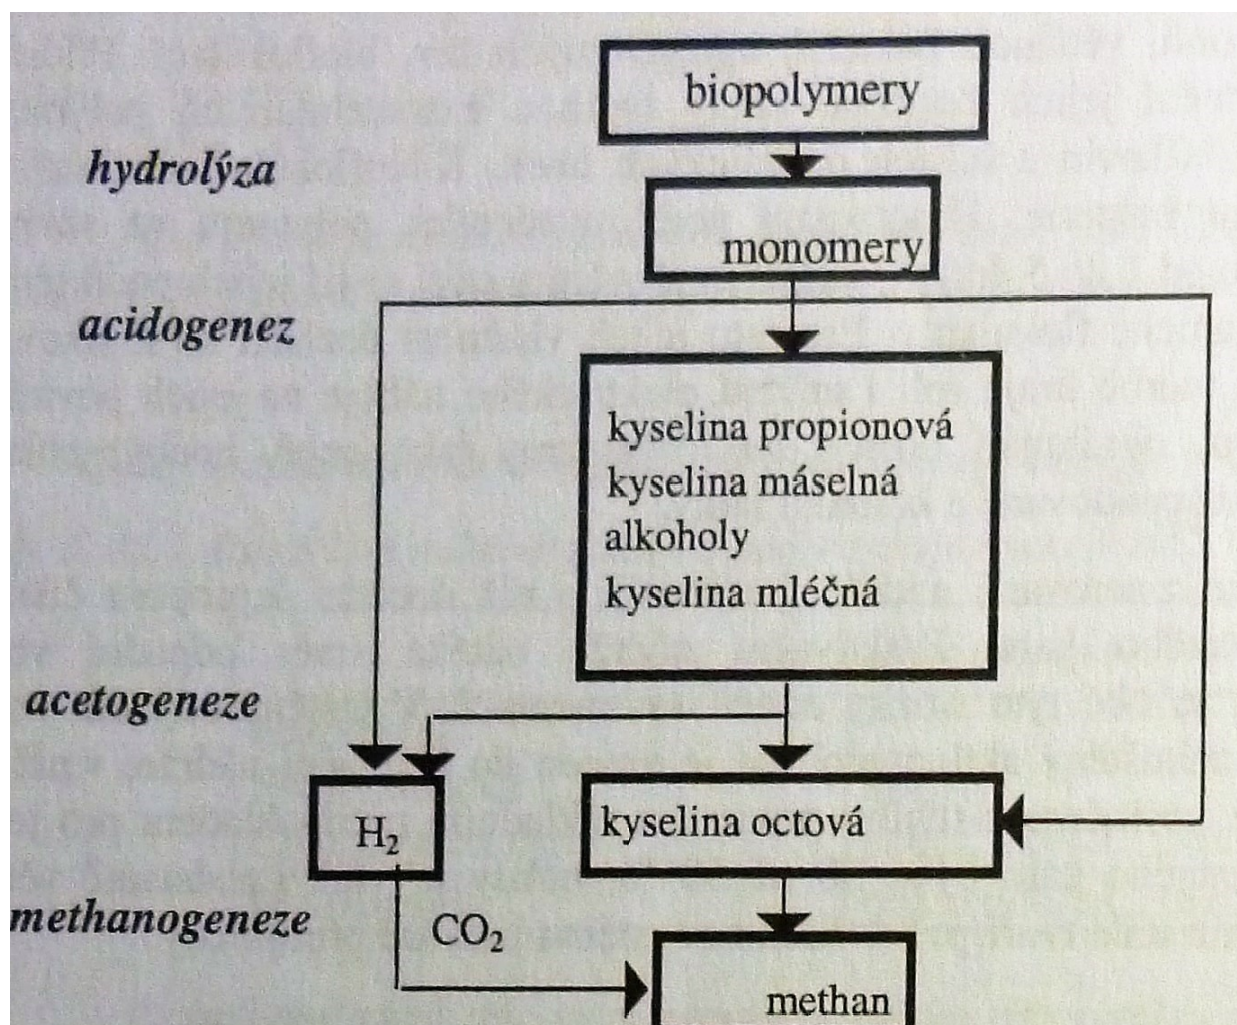 biopolymery
hydrolýza
monomery
acidogenez
kyselina propionová
kyselina máselná
alkoholy
kyselina mléčná
acetogeneze
H₂
kyselina octová
methanogeneze
CO₂
methan